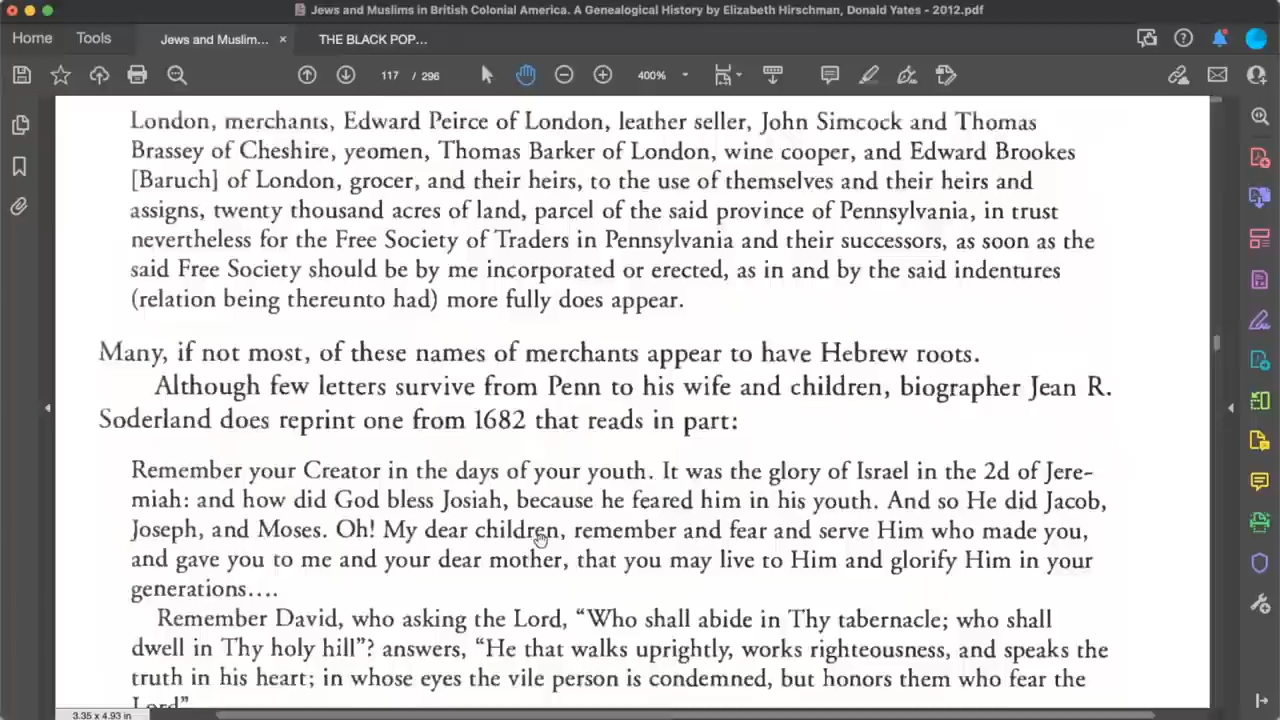 Jews and Muslims in British Colonial America. A Genealogical History by Elizabeth Hirschman, Donald Yates - 2012.pdf
Home Tools Jews and Muslim... × THE BLACK POP...
117 / 296 400%
London, merchants, Edward Peirce of London, leather seller, John Simcock and Thomas
Brassey of Cheshire, yeomen, Thomas Barker of London, wine cooper, and Edward Brookes
[Baruch] of London, grocer, and their heirs, to the use of themselves and their heirs and
assigns, twenty thousand acres of land, parcel of the said province of Pennsylvania, in trust
nevertheless for the Free Society of Traders in Pennsylvania and their successors, as soon as the
said Free Society should be by me incorporated or erected, as in and by the said indentures
(relation being thereunto had) more fully does appear.
Many, if not most, of these names of merchants appear to have Hebrew roots.
Although few letters survive from Penn to his wife and children, biographer Jean R.
Soderland does reprint one from 1682 that reads in part:
Remember your Creator in the days of your youth. It was the glory of Israel in the 2d of Jere-
miah: and how did God bless Josiah, because he feared him in his youth. And so He did Jacob,
Joseph, and Moses. Oh! My dear children, remember and fear and serve Him who made you,
and gave you to me and your dear mother, that you may live to Him and glorify Him in your
generations....
Remember David, who asking the Lord, “Who shall abide in Thy tabernacle; who shall
dwell in Thy holy hill”? answers, “He that walks uprightly, works righteousness, and speaks the
truth in his heart; in whose eyes the vile person is condemned, but honors them who fear the
Lord”
3.35 x 4.93 in